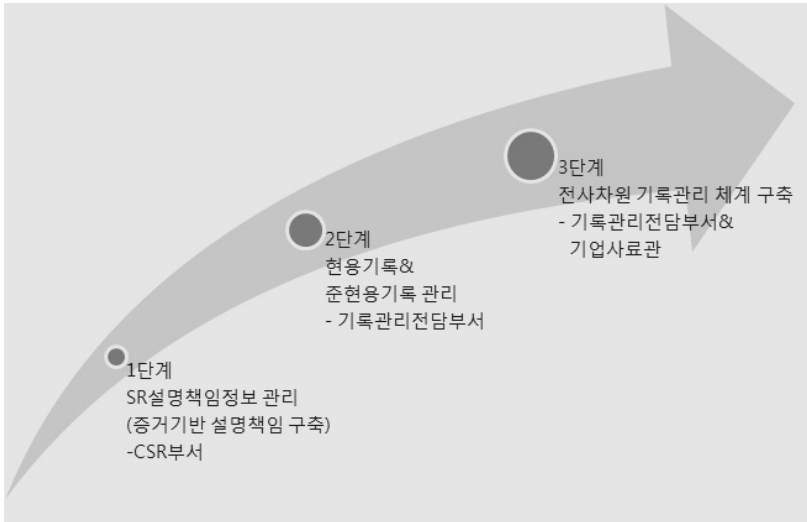 1단계
SR설명책임정보 관리
(증거기반 설명책임 구축)
-CSR부서
2단계
현용기록&
준현용기록 관리
- 기록관리전담부서
3단계
전사차원 기록관리 체계 구축
- 기록관리전담부서&
기업사료관